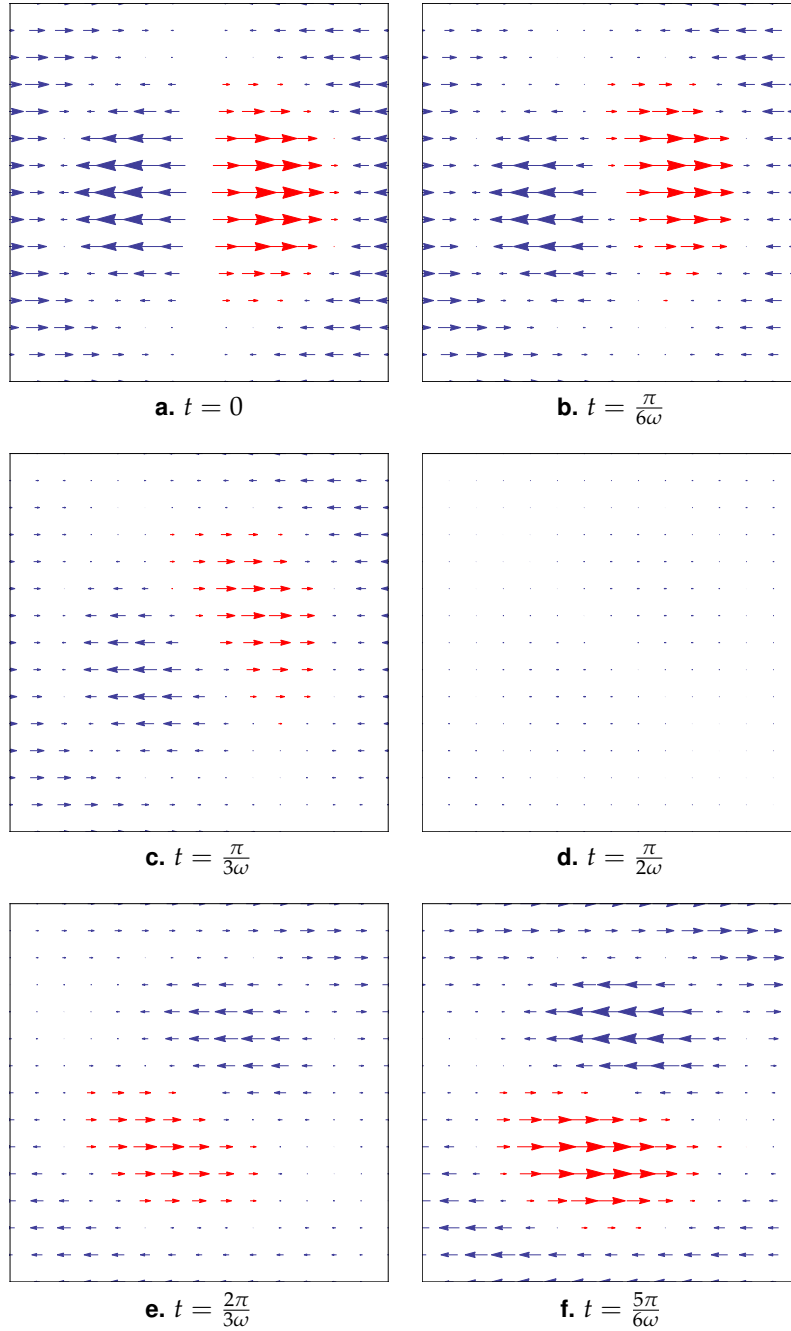 a. t = 0
b. t = π/6ω
c. t = π/3ω
d. t = π/2ω
e. t = 2π/3ω
f. t = 5π/6ω